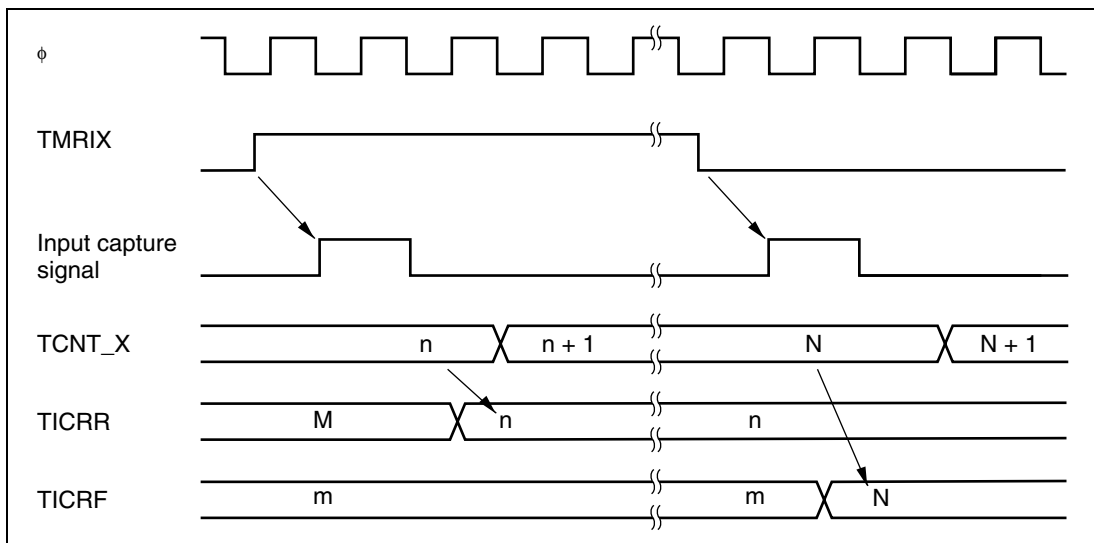 ϕ
TMRIX
Input capture
signal
TCNT_X n n + 1 N N + 1
TICRR M n n
TICRF m m N